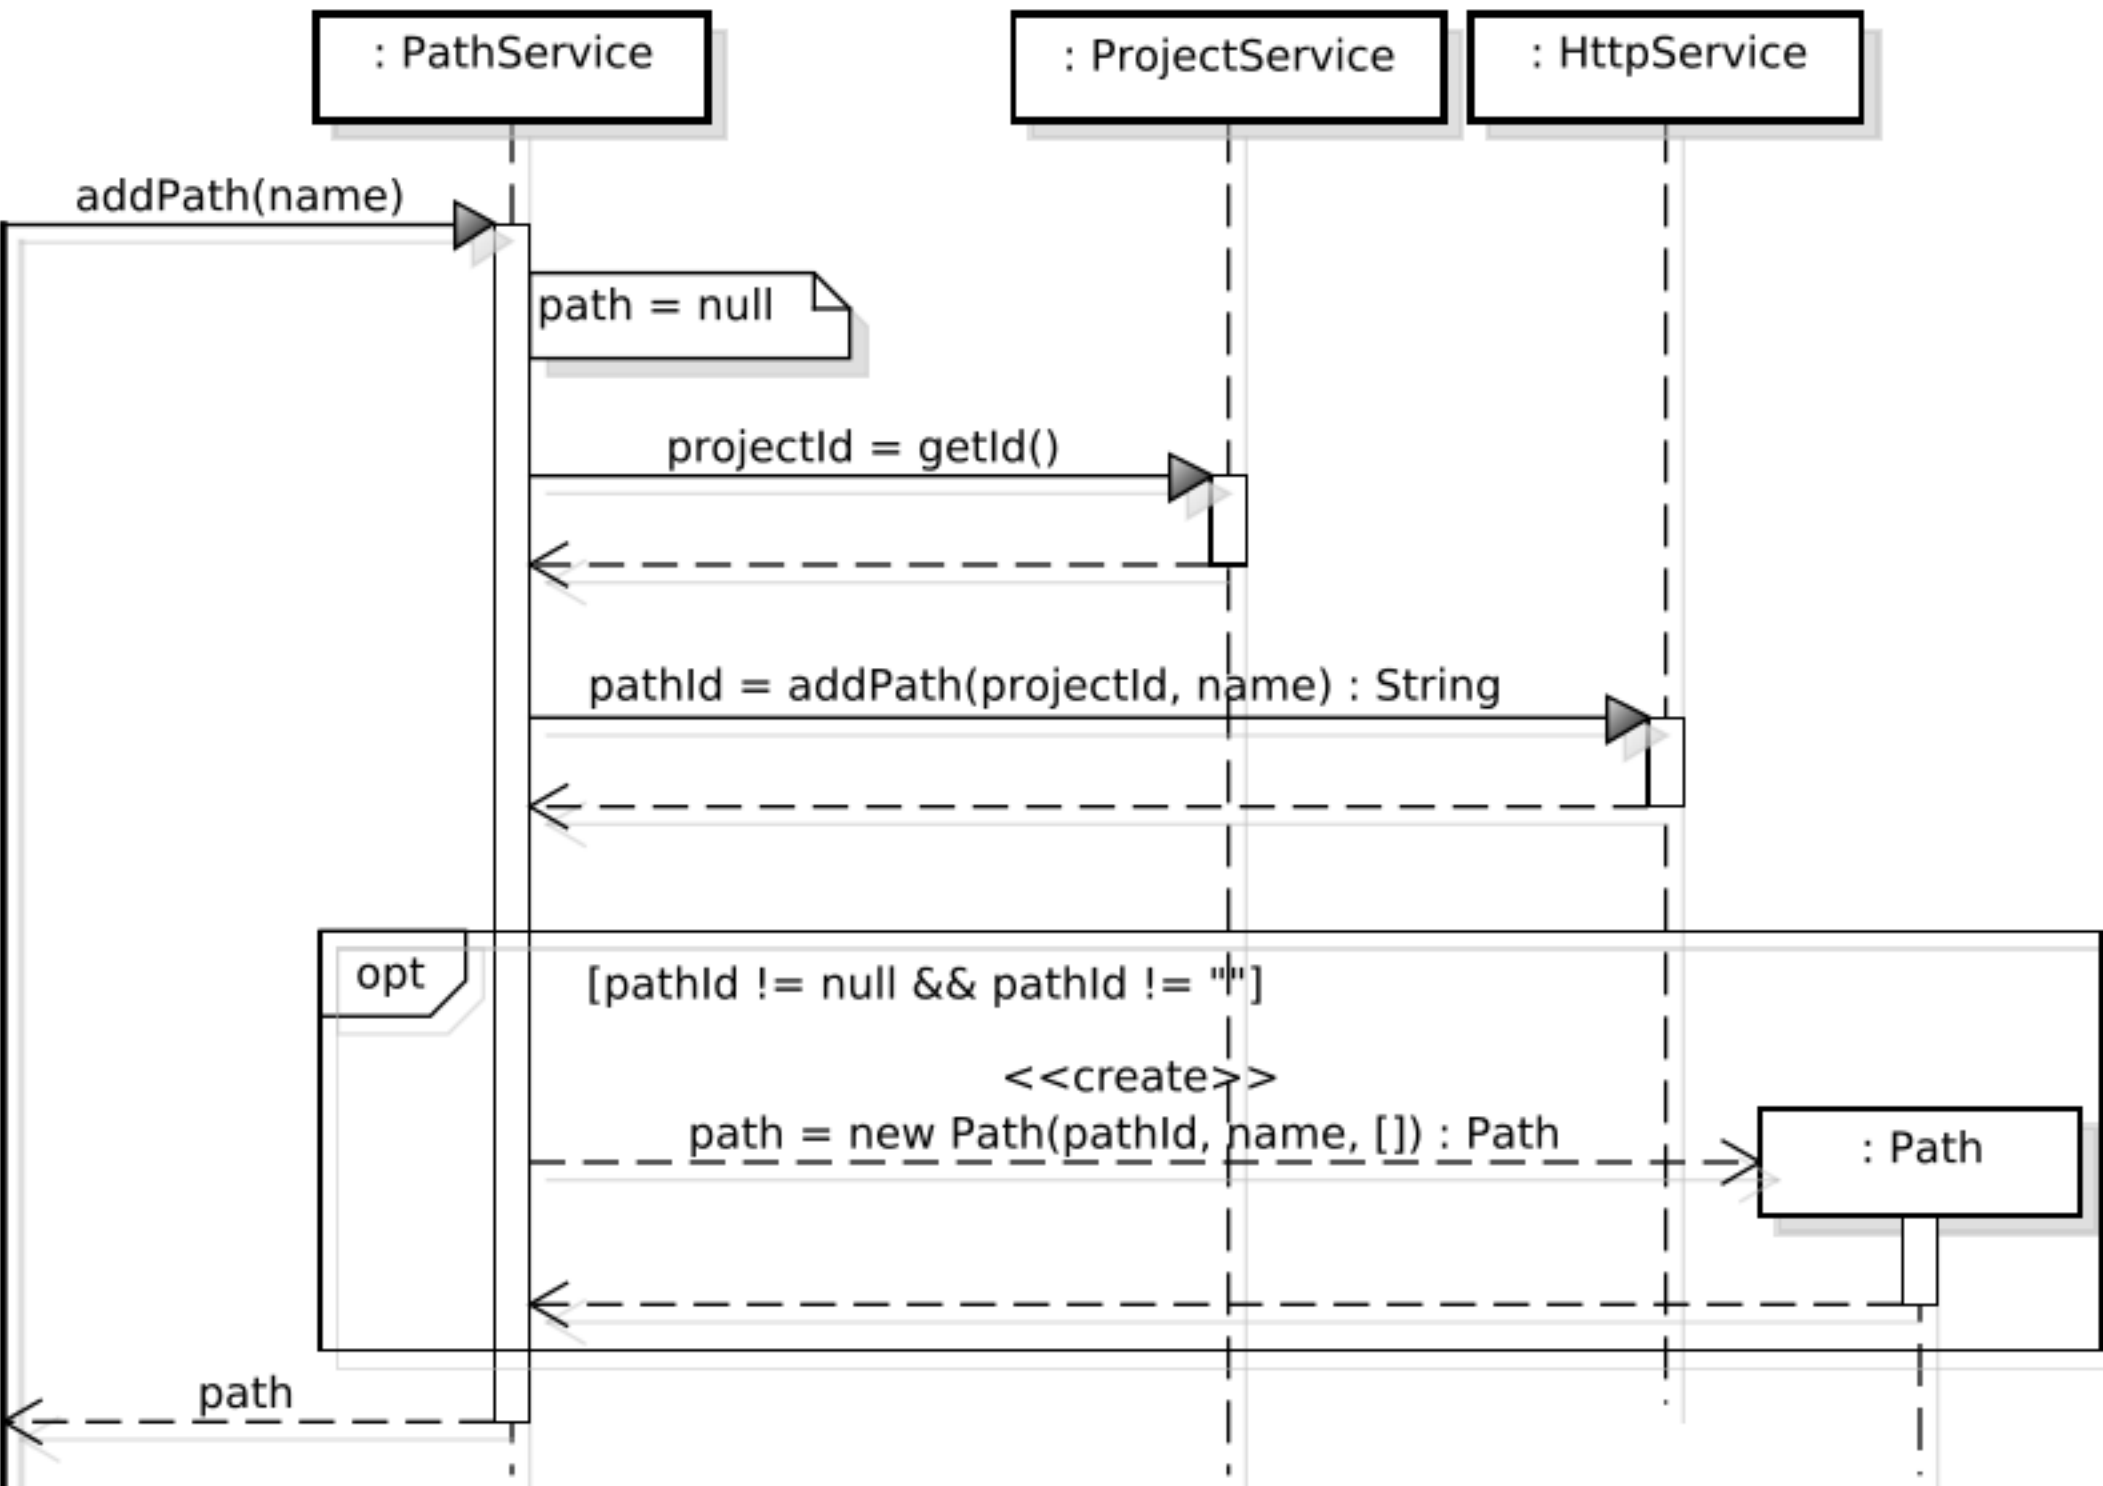 : PathService
: ProjectService
: HttpService
addPath(name)
path = null
projectId = getId()
pathId = addPath(projectId, name) : String
opt
[pathId != null && pathId != ""]
<<create>>
path = new Path(pathId, name, []) : Path
: Path
path